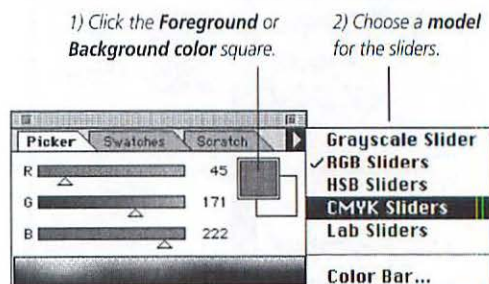 1) Click the Foreground or
Background color square.
2) Choose a model
for the sliders.
Picker Swatches Scratch
R 45
G 171
B 222
Grayscale Slider
✓RGB Sliders
HSB Sliders
CMYK Sliders
Lab Sliders
Color Bar...